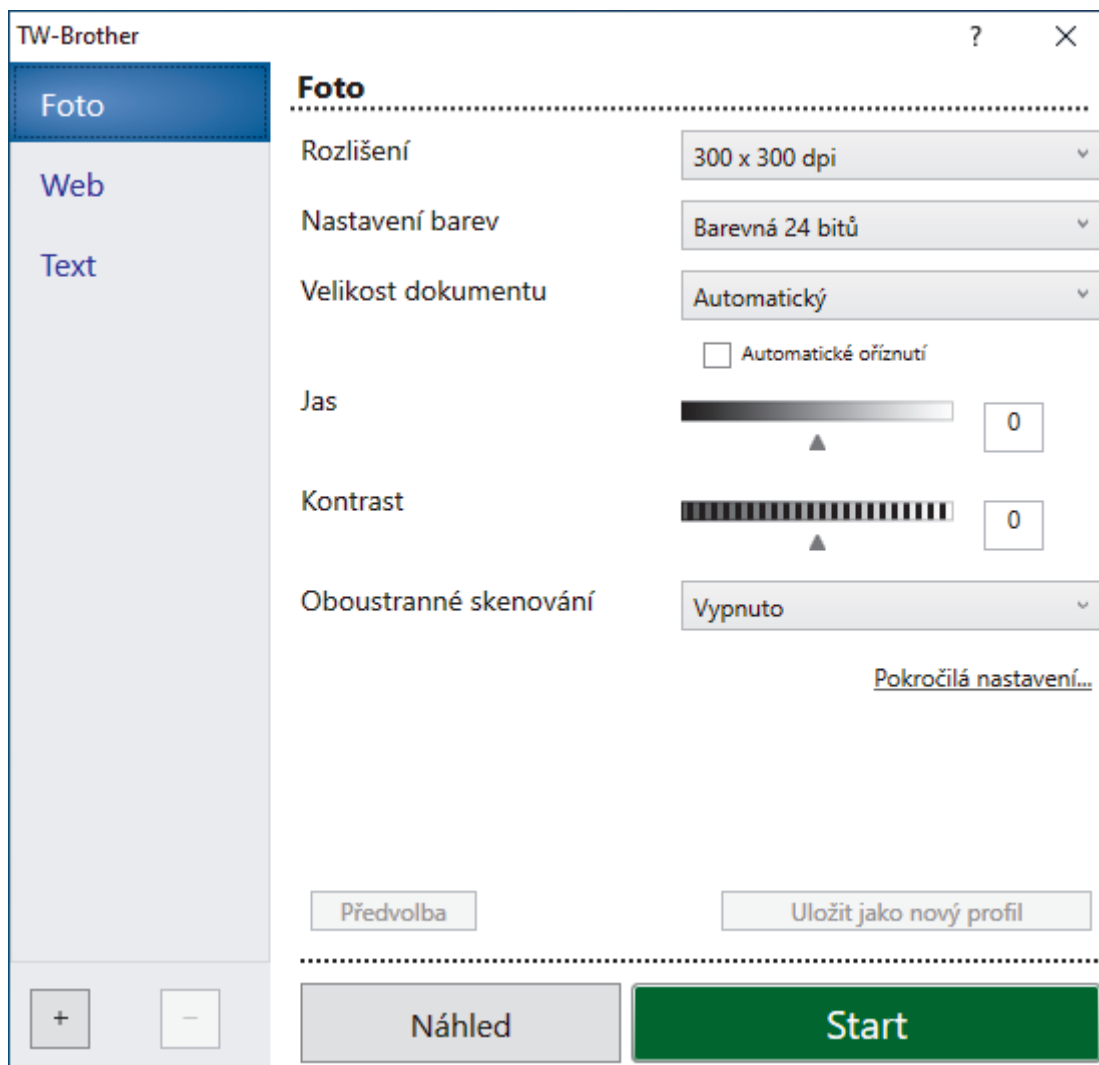 TW-Brother
?
Foto
Web
Text
Foto
Rozlišení
300 x 300 dpi
Nastavení barev
Barevná 24 bitů
Velikost dokumentu
Automatický
Automatické oříznutí
Jas
0
Kontrast
0
Oboustranné skenování
Vypnuto
Pokročilá nastavení...
Předvolba
Uložit jako nový profil
+
−
Náhled
Start